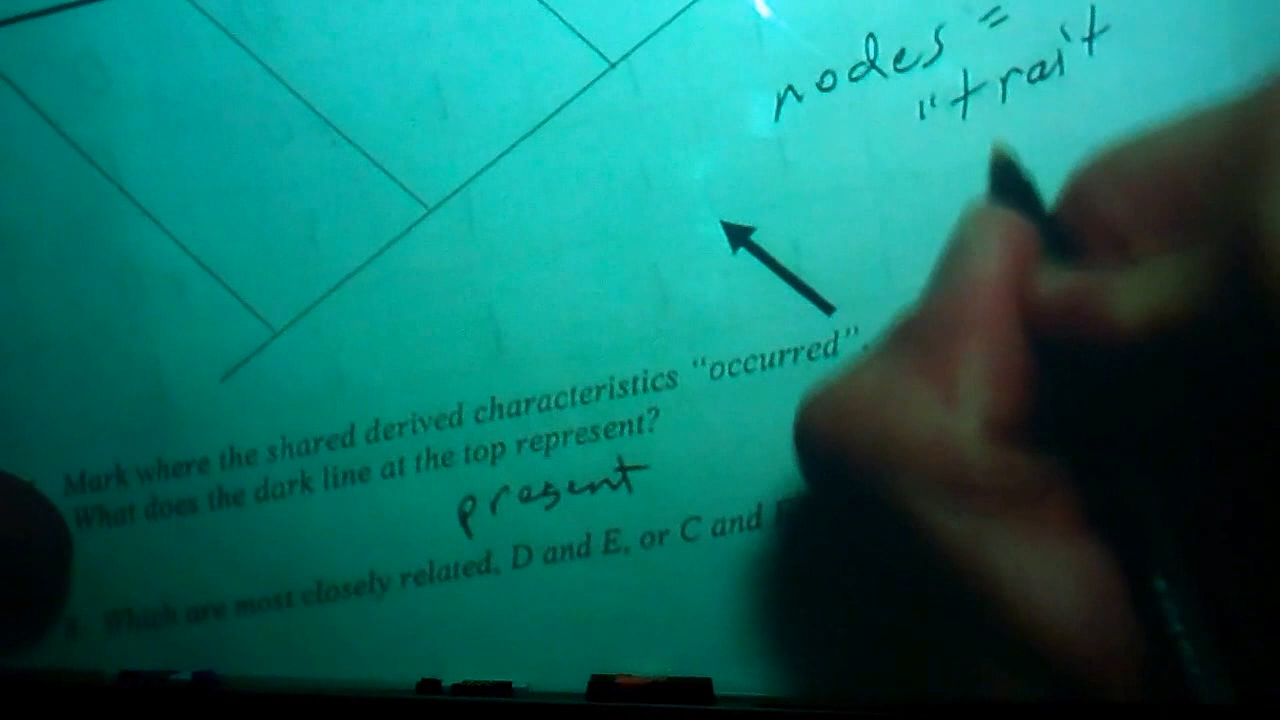 nodes =
"trait
Mark where the shared derived characteristics "occurred".
What does the dark line at the top represent?
present
Which are most closely related, D and E, or C and